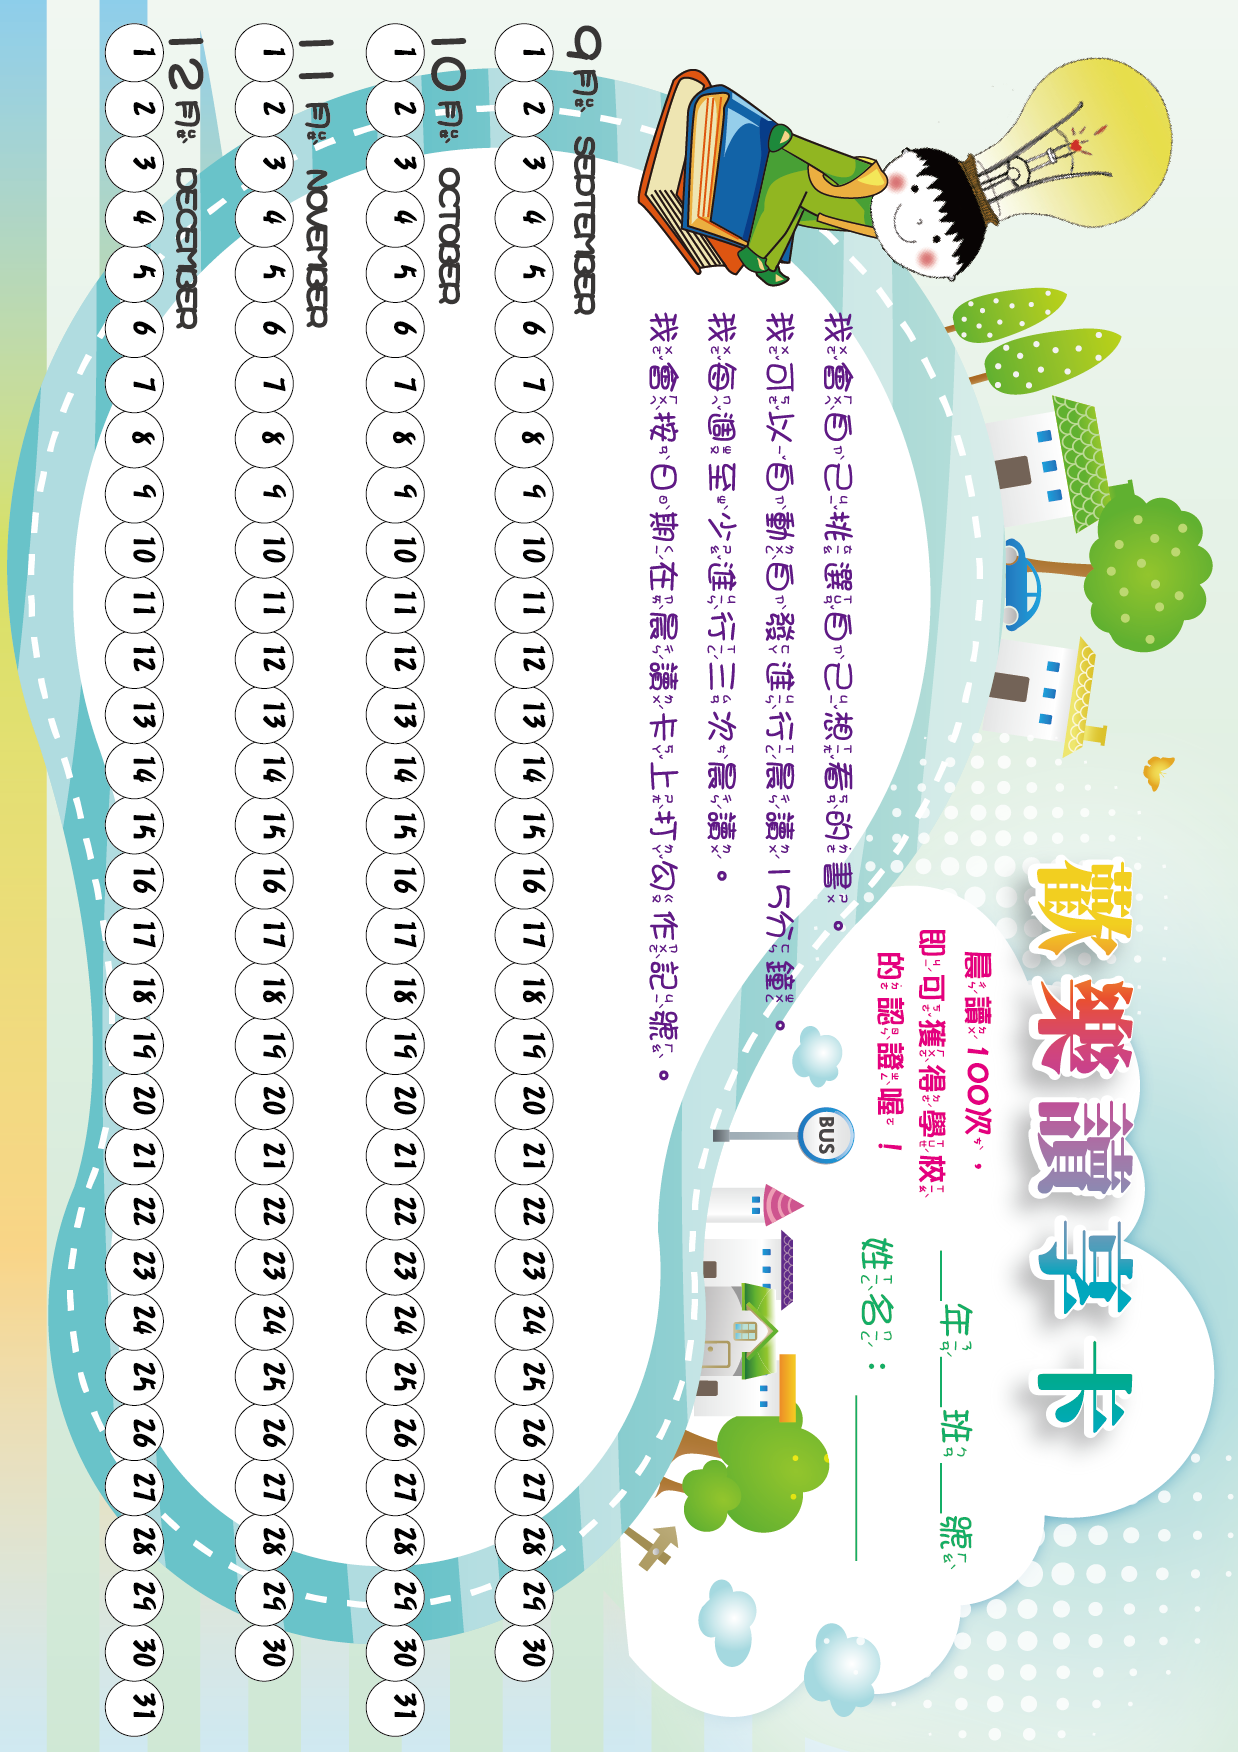 歡樂讀享卡
晨讀100次，
即可獲得學校
的認證喔！
___年___班___號
姓名：__________
我會自己挑選自己想看的書。
我可以自動自發進行晨讀15分鐘。
我每週至少進行三次晨讀。
我會按日期在晨讀卡上打勾作記號。
BUS
9月 SEPTEMBER
1 2 3 4 5 6 7 8 9 10 11 12 13 14 15 16 17 18 19 20 21 22 23 24 25 26 27 28 29 30
10月 OCTOBER
1 2 3 4 5 6 7 8 9 10 11 12 13 14 15 16 17 18 19 20 21 22 23 24 25 26 27 28 29 30 31
11月 NOVEMBER
1 2 3 4 5 6 7 8 9 10 11 12 13 14 15 16 17 18 19 20 21 22 23 24 25 26 27 28 29 30
12月 DECEMBER
1 2 3 4 5 6 7 8 9 10 11 12 13 14 15 16 17 18 19 20 21 22 23 24 25 26 27 28 29 30 31